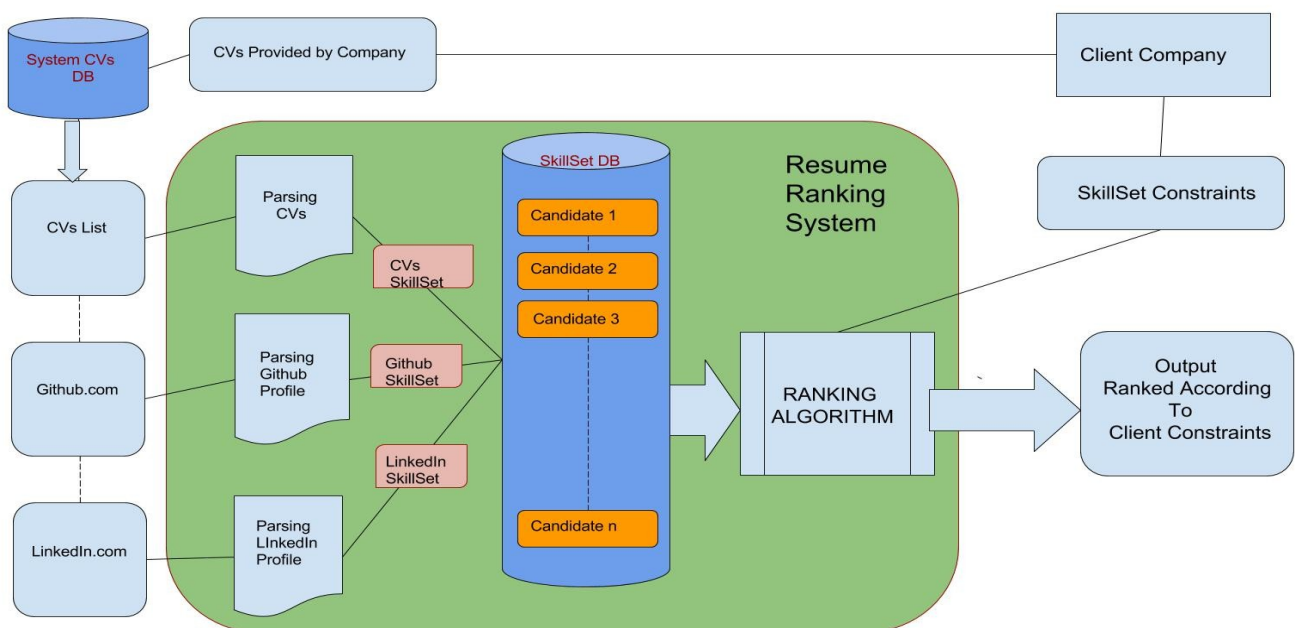 System CVs
DB
CVs Provided by Company
Client Company
SkillSet Constraints
Resume
Ranking
System
CVs List
Parsing
CVs
CVs
SkillSet
SkillSet DB
Candidate 1
Candidate 2
Candidate 3
Candidate n
Github.com
Parsing
Github
Profile
Github
SkillSet
LinkedIn.com
Parsing
LInkedIn
Profile
LinkedIn
SkillSet
RANKING
ALGORITHM
Output
Ranked According
To
Client Constraints